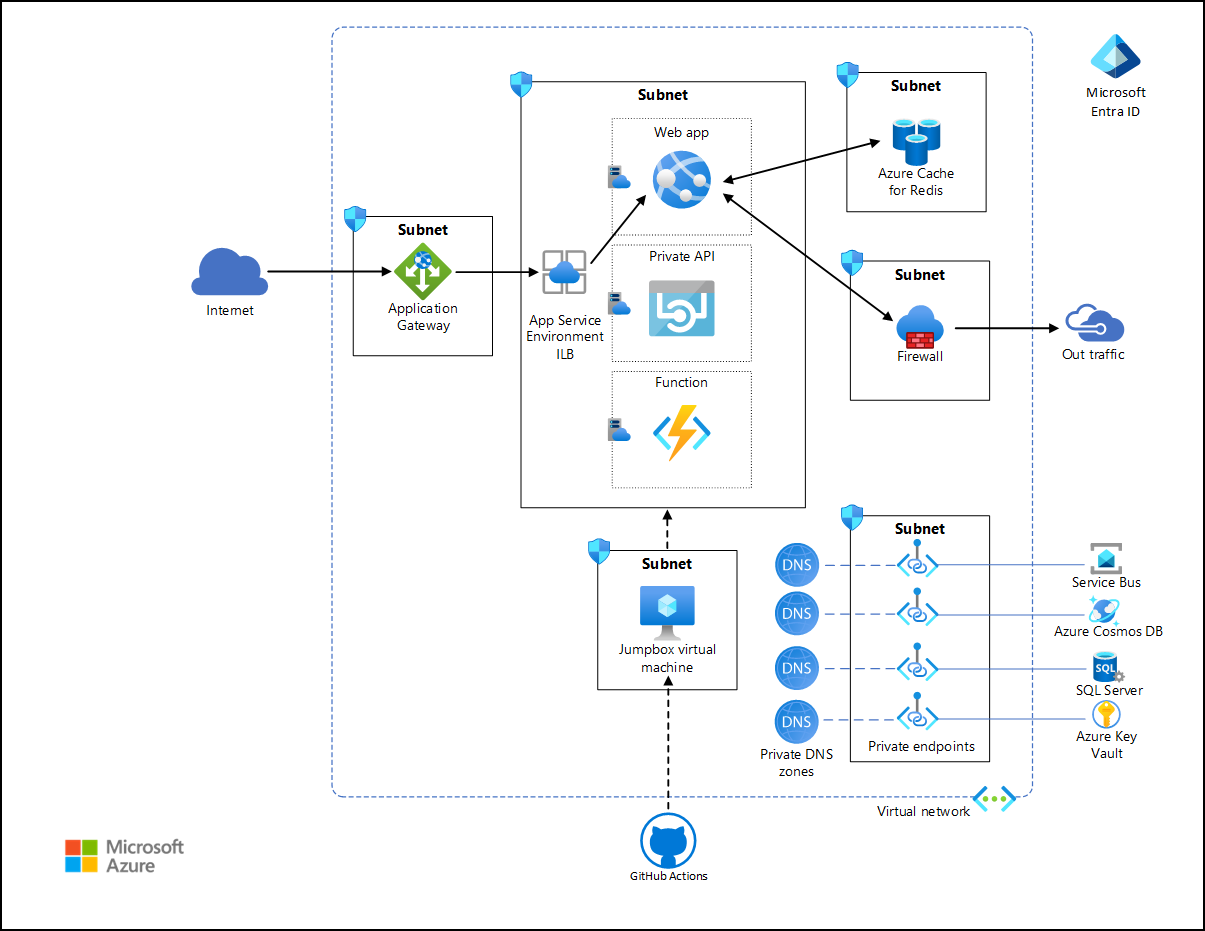 Microsoft
Entra ID
Subnet
Web app
Subnet
Azure Cache
for Redis
Subnet
Application
Gateway
Internet
App Service
Environment
ILB
Private API
Function
Subnet
Firewall
Out traffic
Subnet
Jumpbox virtual
machine
DNS
DNS
DNS
DNS
Private DNS
zones
Subnet
Private endpoints
Service Bus
Azure Cosmos DB
SQL
SQL Server
Azure Key
Vault
Virtual network
GitHub Actions
Microsoft
Azure